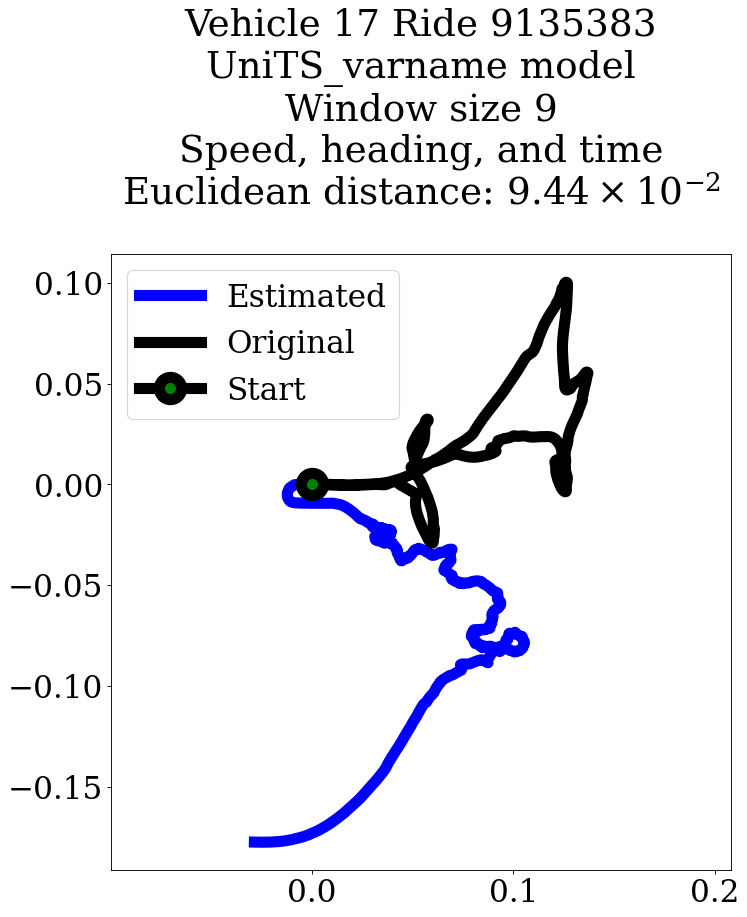 Vehicle 17 Ride 9135383
UniTS_varname model
Window size 9
Speed, heading, and time
Euclidean distance: 9.44 × 10⁻²
Estimated
Original
Start
0.10
0.05
0.00
−0.05
−0.10
−0.15
0.0
0.1
0.2